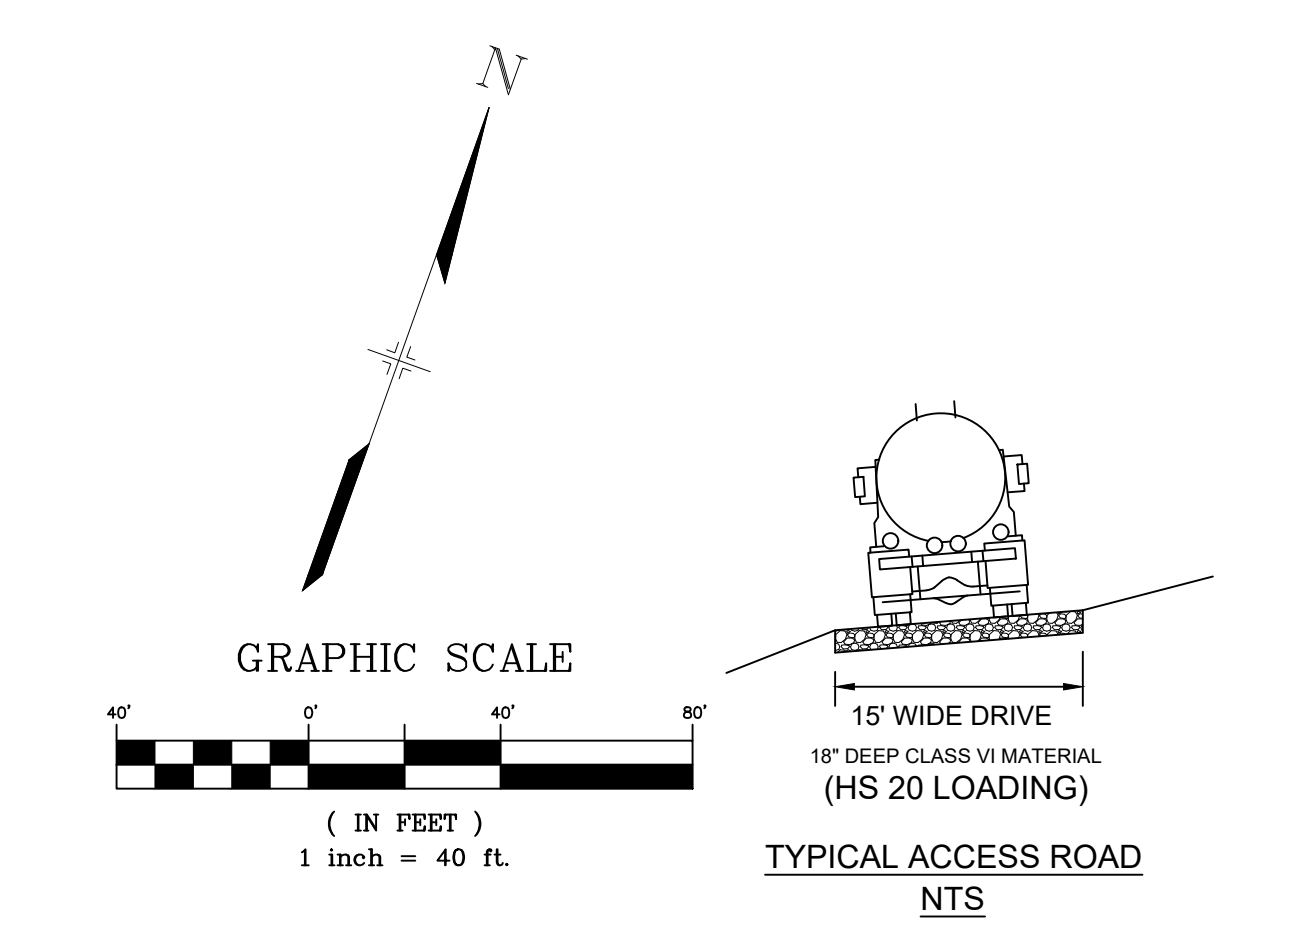 N
GRAPHIC SCALE
40' 0' 40' 80'
( IN FEET )
1 inch = 40 ft.
15' WIDE DRIVE
18" DEEP CLASS VI MATERIAL
(HS 20 LOADING)
TYPICAL ACCESS ROAD
NTS